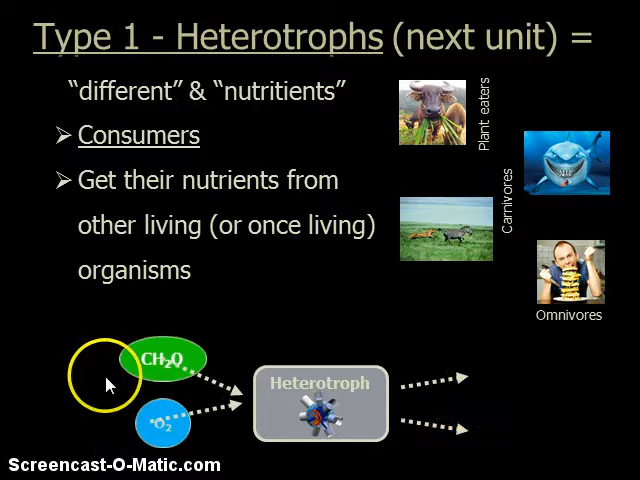 Type 1 - Heterotrophs (next unit) =
“different” & “nutritients”
➢ Consumers
➢ Get their nutrients from
other living (or once living)
organisms
Plant eaters
Carnivores
Omnivores
CH₂O
Heterotroph
O₂
Screencast-O-Matic.com